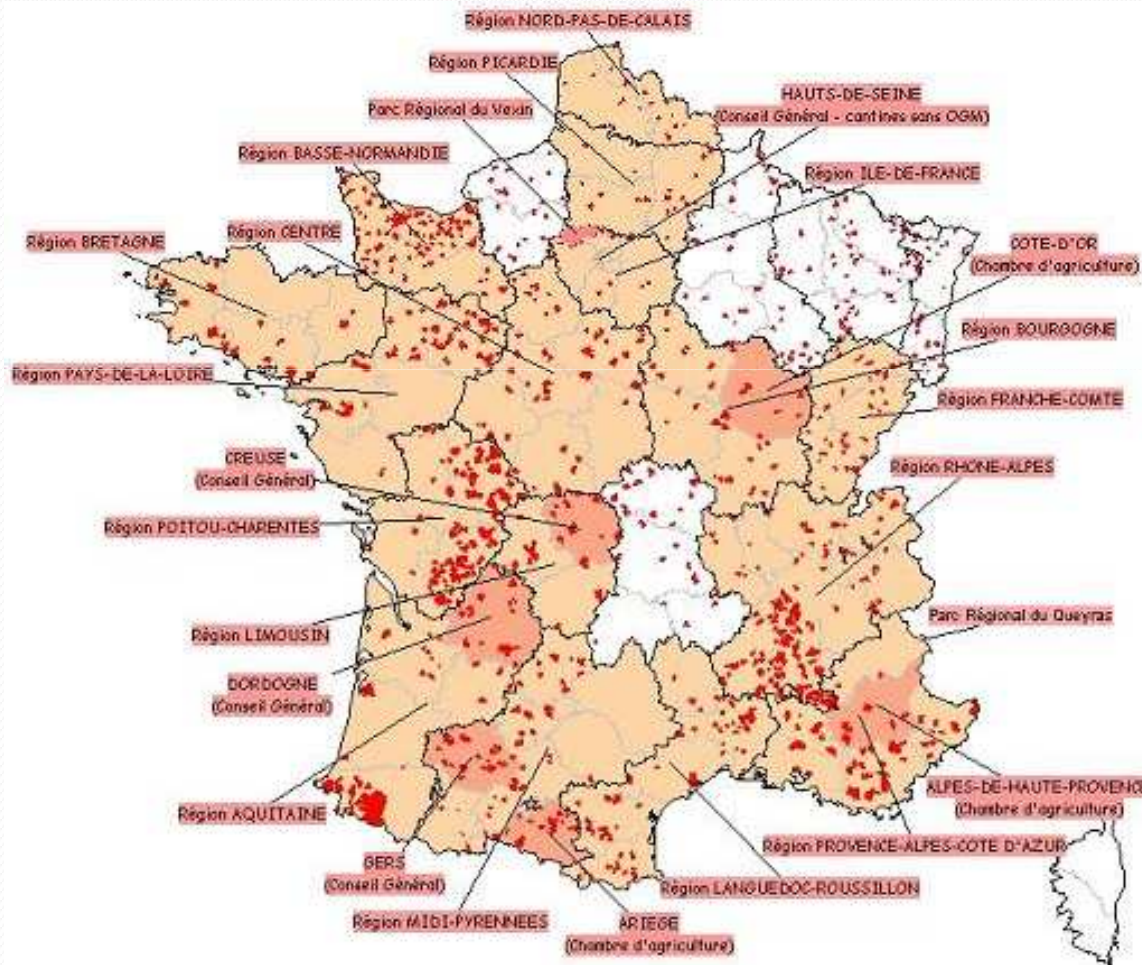 Région NORD-PAS-DE-CALAIS
Région PICARDIE
HAUTS-DE-SEINE
(Conseil Général - cantines sans OGM)
Parc Régional du Vexin
Région BASSE-NORMANDIE
Région ILE-DE-FRANCE
Région CENTRE
Région BRETAGNE
COTE-D'OR
(Chambre d'agriculture)
Région BOURGOGNE
Région PAYS-DE-LA-LOIRE
Région FRANCHE-COMTE
CREUSE
(Conseil Général)
Région RHONE-ALPES
Région POITOU-CHARENTES
Parc Régional du Queyras
Région LIMOUSIN
DORDOGNE
(Conseil Général)
ALPES-DE-HAUTE-PROVENCE
(Chambre d'agriculture)
Région AQUITAINE
Région PROVENCE-ALPES-COTE D'AZUR
GERS
(Conseil Général)
Région LANGUEDOC-ROUSSILLON
Région MIDI-PYRENNEES
ARIEGE
(Chambre d'agriculture)